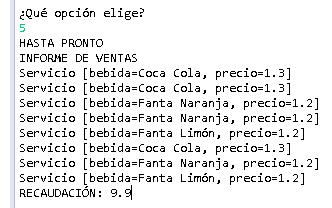 ¿Qué opción elige?
5
HASTA PRONTO
INFORME DE VENTAS
Servicio [bebida=Coca Cola, precio=1.3]
Servicio [bebida=Coca Cola, precio=1.3]
Servicio [bebida=Fanta Naranja, precio=1.2]
Servicio [bebida=Fanta Naranja, precio=1.2]
Servicio [bebida=Fanta Limón, precio=1.2]
Servicio [bebida=Coca Cola, precio=1.3]
Servicio [bebida=Fanta Naranja, precio=1.2]
Servicio [bebida=Fanta Limón, precio=1.2]
RECAUDACIÓN: 9.9